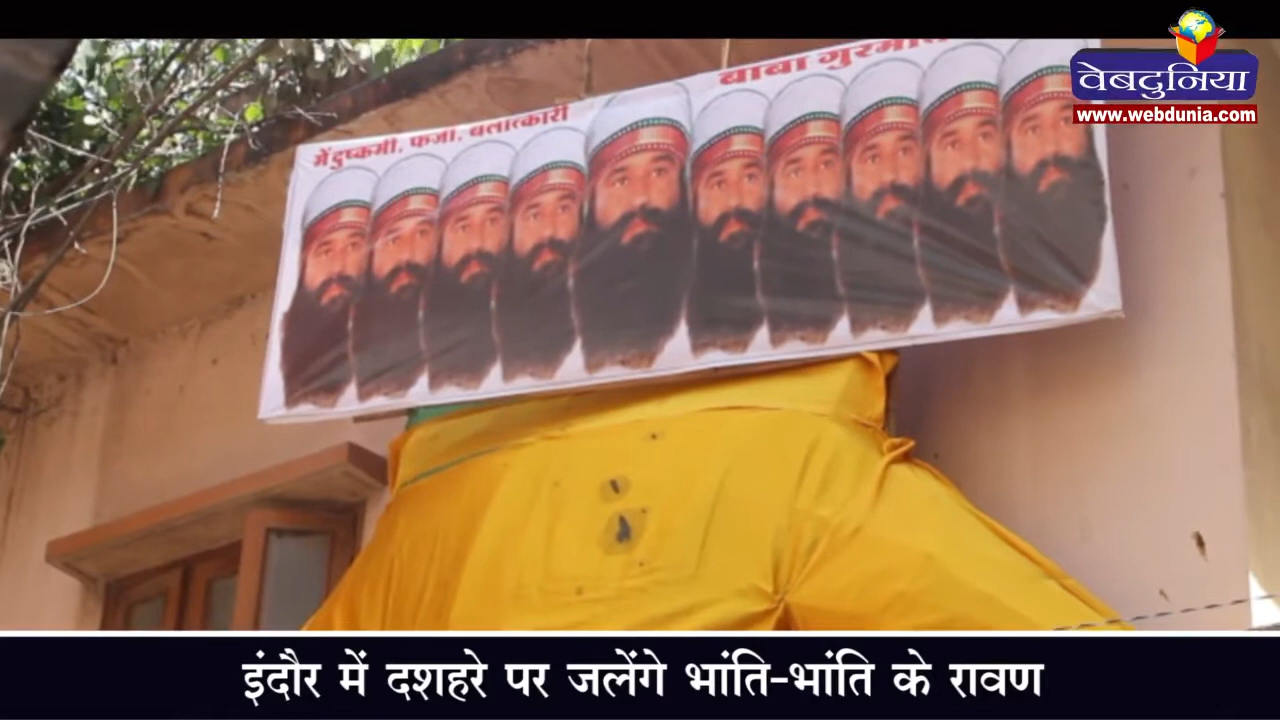 वेबदुनिया
www.webdunia.com
बाबा गुरमीत
मैं दुष्कर्मी, फर्जी, बलात्कारी
इंदौर में दशहरे पर जलेंगे भांति-भांति के रावण